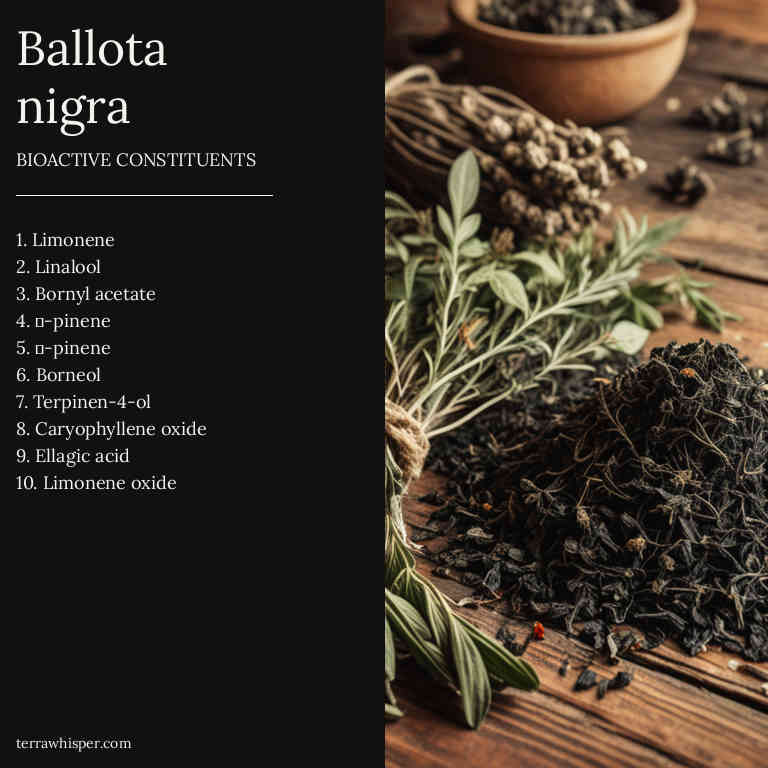 Ballota
nigra
BIOACTIVE CONSTITUENTS
1. Limonene
2. Linalool
3. Bornyl acetate
4. □-pinene
5. □-pinene
6. Borneol
7. Terpinen-4-ol
8. Caryophyllene oxide
9. Ellagic acid
10. Limonene oxide
terrawhisper.com